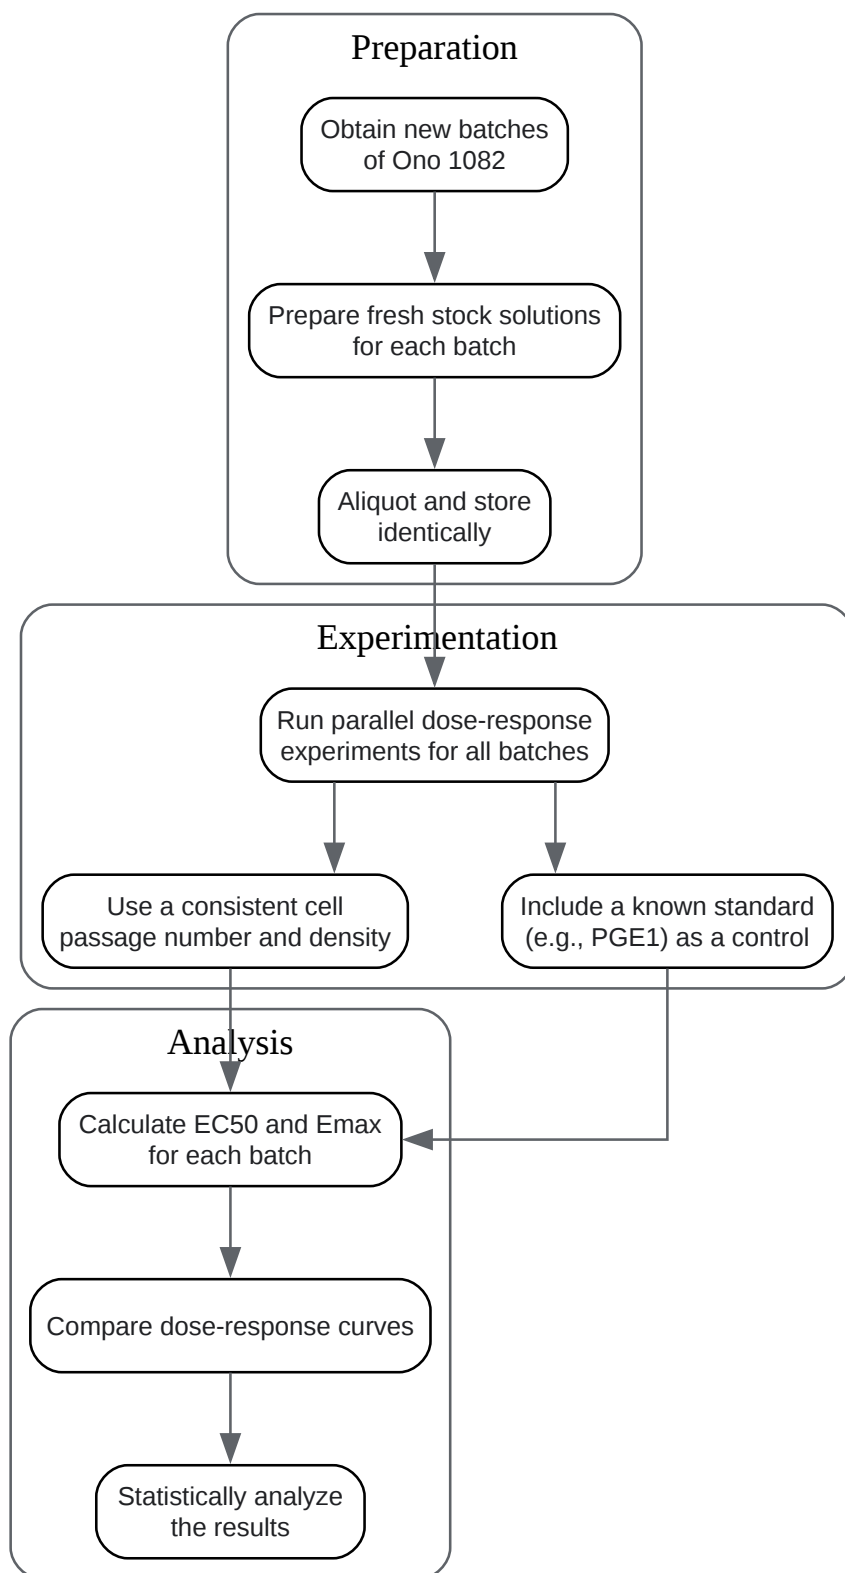 Preparation
Obtain new batches
of Ono 1082
Prepare fresh stock solutions
for each batch
Aliquot and store
identically
Experimentation
Run parallel dose-response
experiments for all batches
Use a consistent cell
passage number and density
Include a known standard
(e.g., PGE1) as a control
Analysis
Calculate EC50 and Emax
for each batch
Compare dose-response curves
Statistically analyze
the results